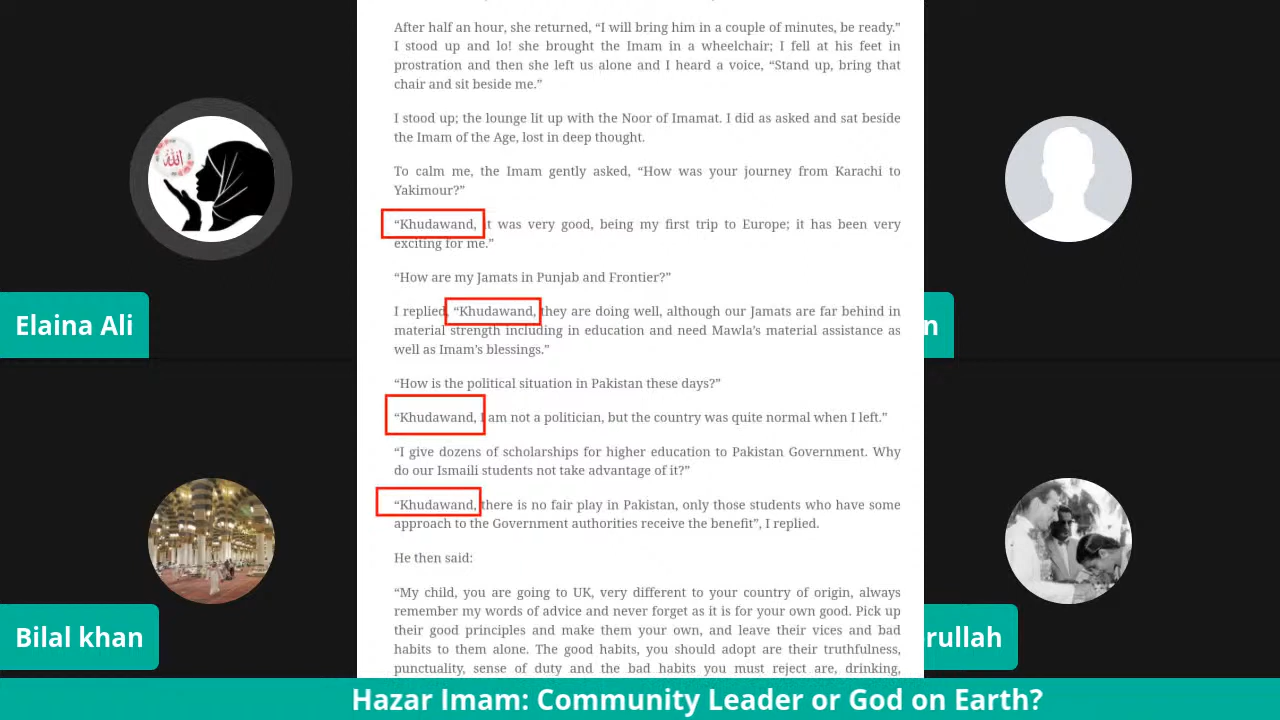 After half an hour, she returned, “I will bring him in a couple of minutes, be ready.”
I stood up and lo! she brought the Imam in a wheelchair; I fell at his feet in
prostration and then she left us alone and I heard a voice, “Stand up, bring that
chair and sit beside me.”
I stood up; the lounge lit up with the Noor of Imamat. I did as asked and sat beside
the Imam of the Age, lost in deep thought.
To calm me, the Imam gently asked, “How was your journey from Karachi to
Yakimour?”
“Khudawand, it was very good, being my first trip to Europe; it has been very
exciting for me.”
“How are my Jamats in Punjab and Frontier?”
I replied, “Khudawand, they are doing well, although our Jamats are far behind in
material strength including in education and need Mawla’s material assistance as
well as Imam’s blessings.”
“How is the political situation in Pakistan these days?”
“Khudawand, I am not a politician, but the country was quite normal when I left.”
“I give dozens of scholarships for higher education to Pakistan Government. Why
do our Ismaili students not take advantage of it?”
“Khudawand, there is no fair play in Pakistan, only those students who have some
approach to the Government authorities receive the benefit”, I replied.
He then said:
“My child, you are going to UK, very different to your country of origin, always
remember my words of advice and never forget as it is for your own good. Pick up
their good principles and make them your own, and leave their vices and bad
habits to them alone. The good habits, you should adopt are their truthfulness,
punctuality, sense of duty and the bad habits you must reject are, drinking,
الله
Elaina Ali
n
Bilal khan
rullah
Hazar Imam: Community Leader or God on Earth?